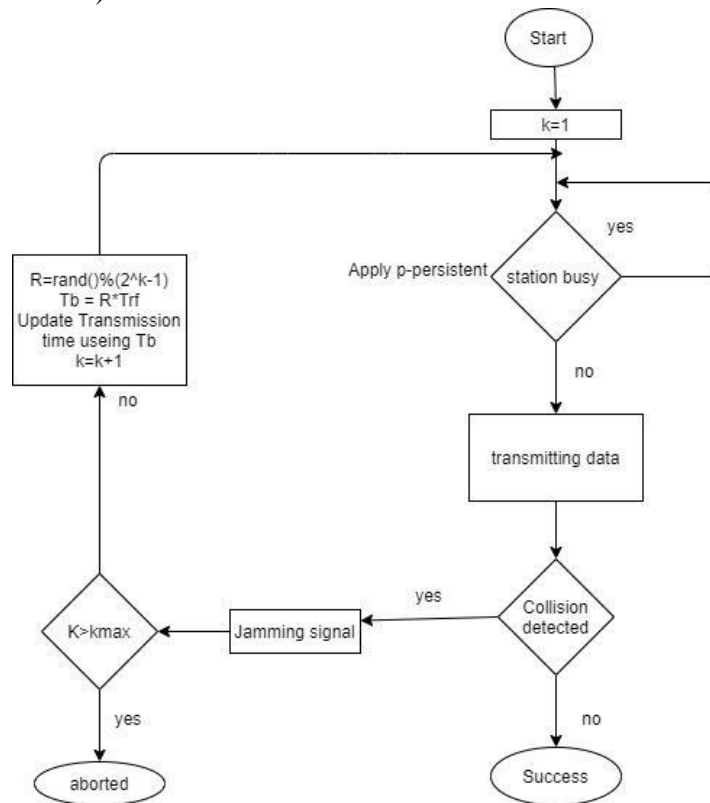 Start
k=1
yes
Apply p-persistent
station busy
no
transmitting data
Collision
detected
yes
Jamming signal
K>kmax
no
R=rand()%(2^k-1)
Tb = R*Trf
Update Transmission
time useing Tb
k=k+1
yes
aborted
no
Success